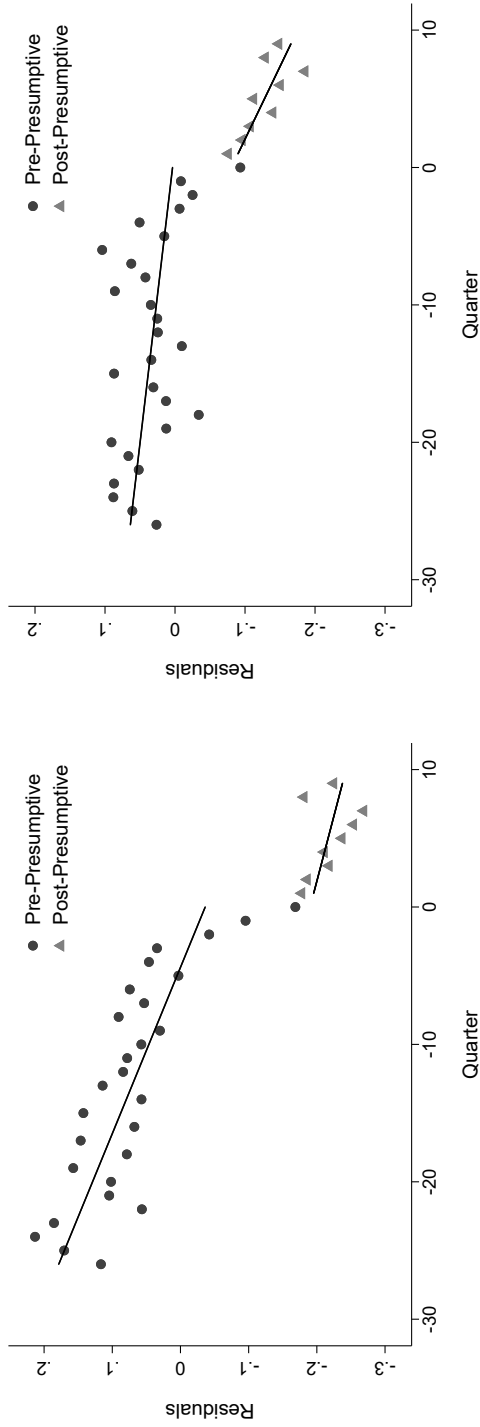 Residuals
.2
.1
0
-.1
-.2
-.3
-30
-20
-10
0
10
Quarter
Pre-Presumptive
Post-Presumptive
Residuals
.2
.1
0
-.1
-.2
-.3
-30
-20
-10
0
10
Quarter
Pre-Presumptive
Post-Presumptive